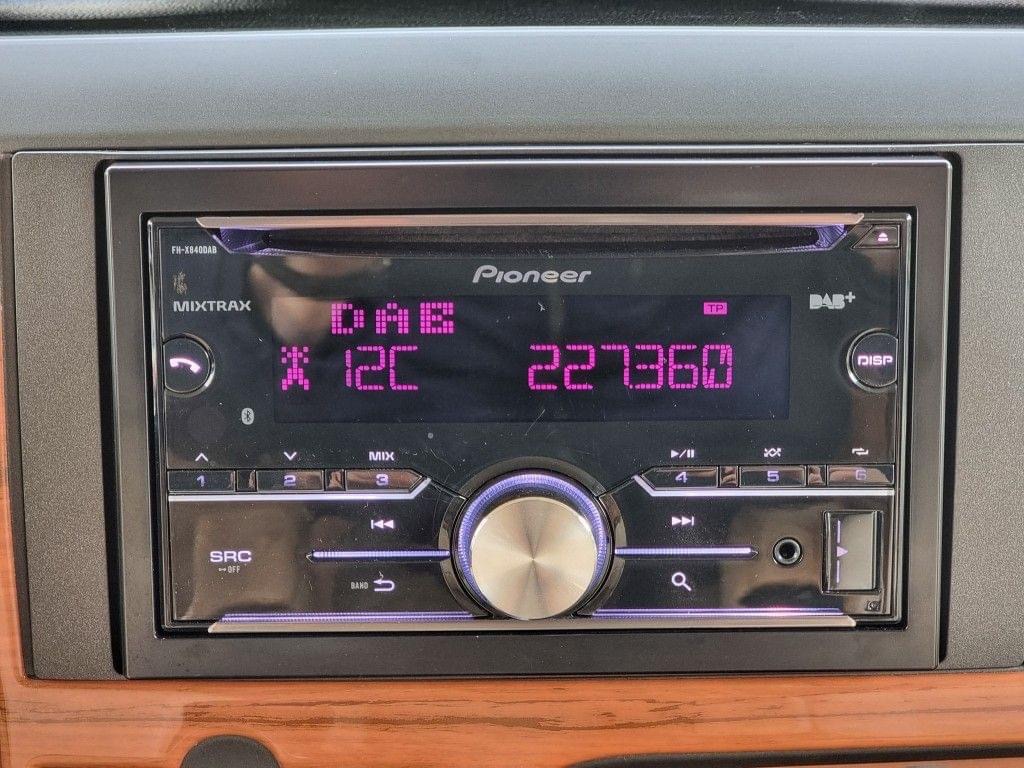 FH-X840DAB
Pioneer
MIXTRAX
DAB+
DAB
TP
12C 227360
DISP
MIX
1 2 3 4 5 6
SRC
OFF
BAND